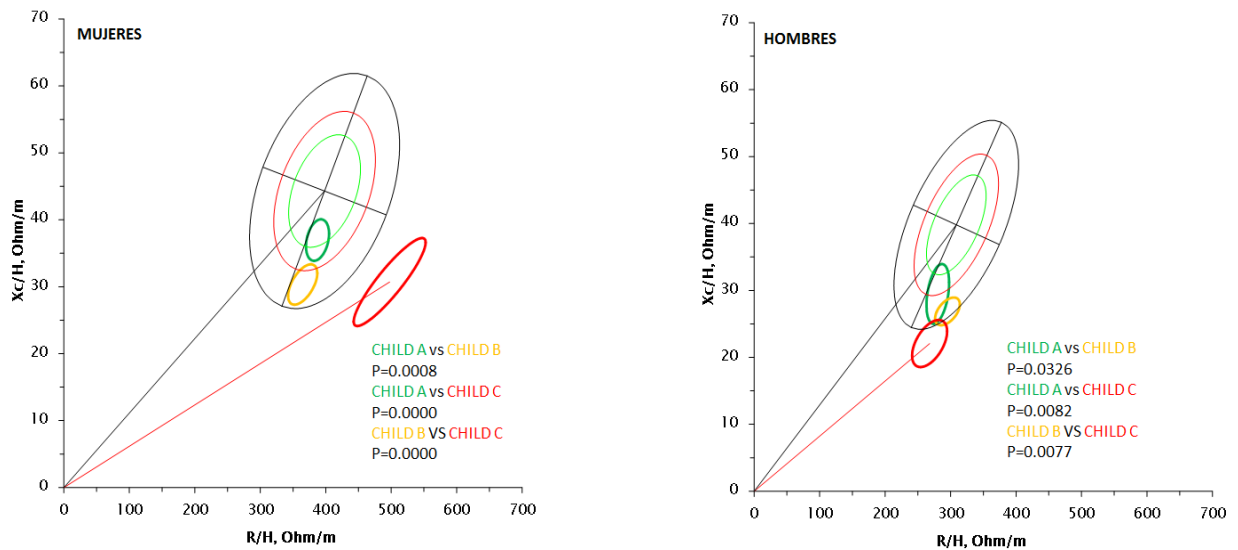 MUJERES
70
60
50
40
30
20
10
0
Xc/H, Ohm/m
0 100 200 300 400 500 600 700
R/H, Ohm/m
CHILD A vs CHILD B
P=0.0008
CHILD A vs CHILD C
P=0.0000
CHILD B VS CHILD C
P=0.0000
HOMBRES
70
60
50
40
30
20
10
0
Xc/H, Ohm/m
0 100 200 300 400 500 600 700
R/H, Ohm/m
CHILD A vs CHILD B
P=0.0326
CHILD A vs CHILD C
P=0.0082
CHILD B VS CHILD C
P=0.0077